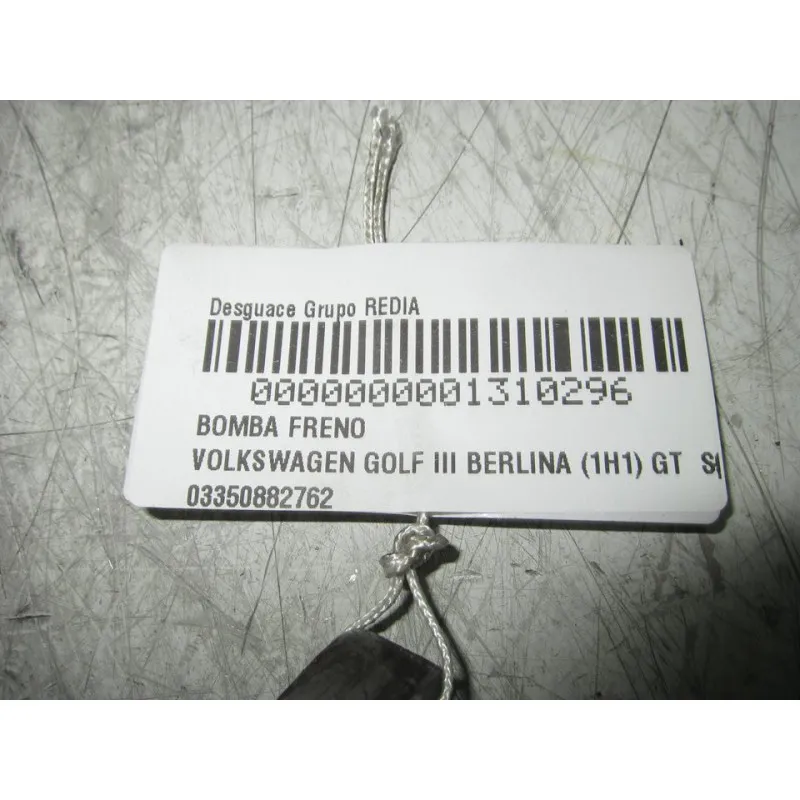 Desguace Grupo REDIA
0000000001310296
BOMBA FRENO
VOLKSWAGEN GOLF III BERLINA (1H1) GT
03350882762